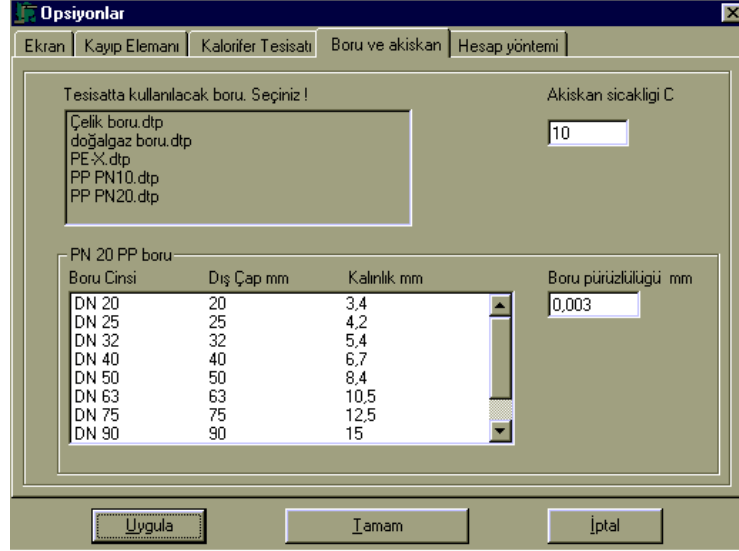 Opsiyonlar
Ekran Kayıp Elemanı Kalorifer Tesisatı Boru ve akiskan Hesap yöntemi
Tesisatta kullanılacak boru. Seçiniz ! Akiskan sicakligi C
Çelik boru.dtp
doğalgaz boru.dtp
PE-X.dtp
PP PN10.dtp
PP PN20.dtp
10
PN 20 PP boru
Boru Cinsi Dış Çap mm Kalınlık mm Boru pürüzlülügü mm
DN 20 20 3,4 0,003
DN 25 25 4,2
DN 32 32 5,4
DN 40 40 6,7
DN 50 50 8,4
DN 63 63 10,5
DN 75 75 12,5
DN 90 90 15
Uygula Tamam İptal